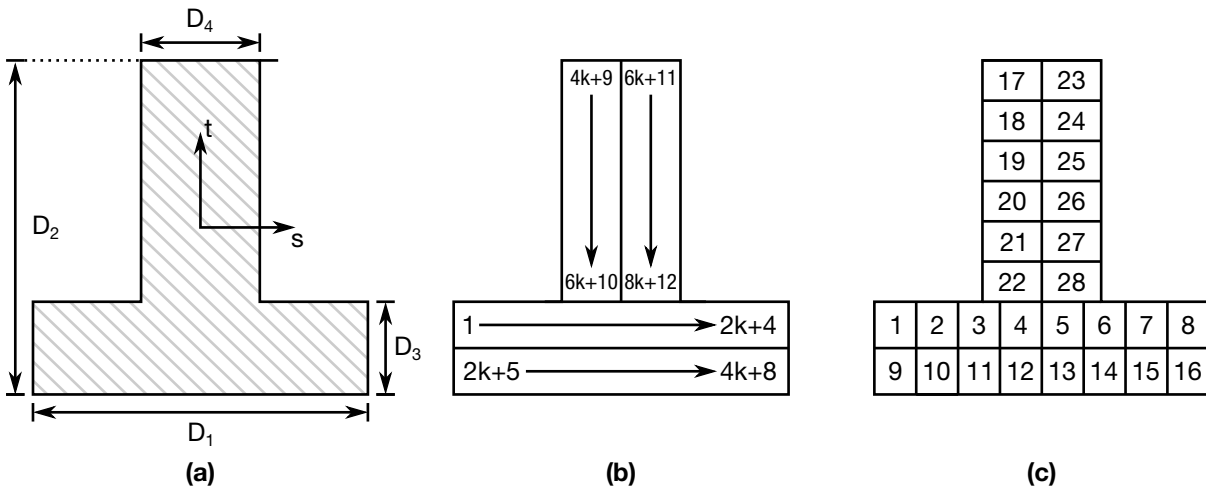 D4
t
D2
s
D3
D1
(a)
4k+9 6k+11
6k+10 8k+12
1 2k+4
2k+5 4k+8
(b)
17 23
18 24
19 25
20 26
21 27
22 28
1 2 3 4 5 6 7 8
9 10 11 12 13 14 15 16
(c)